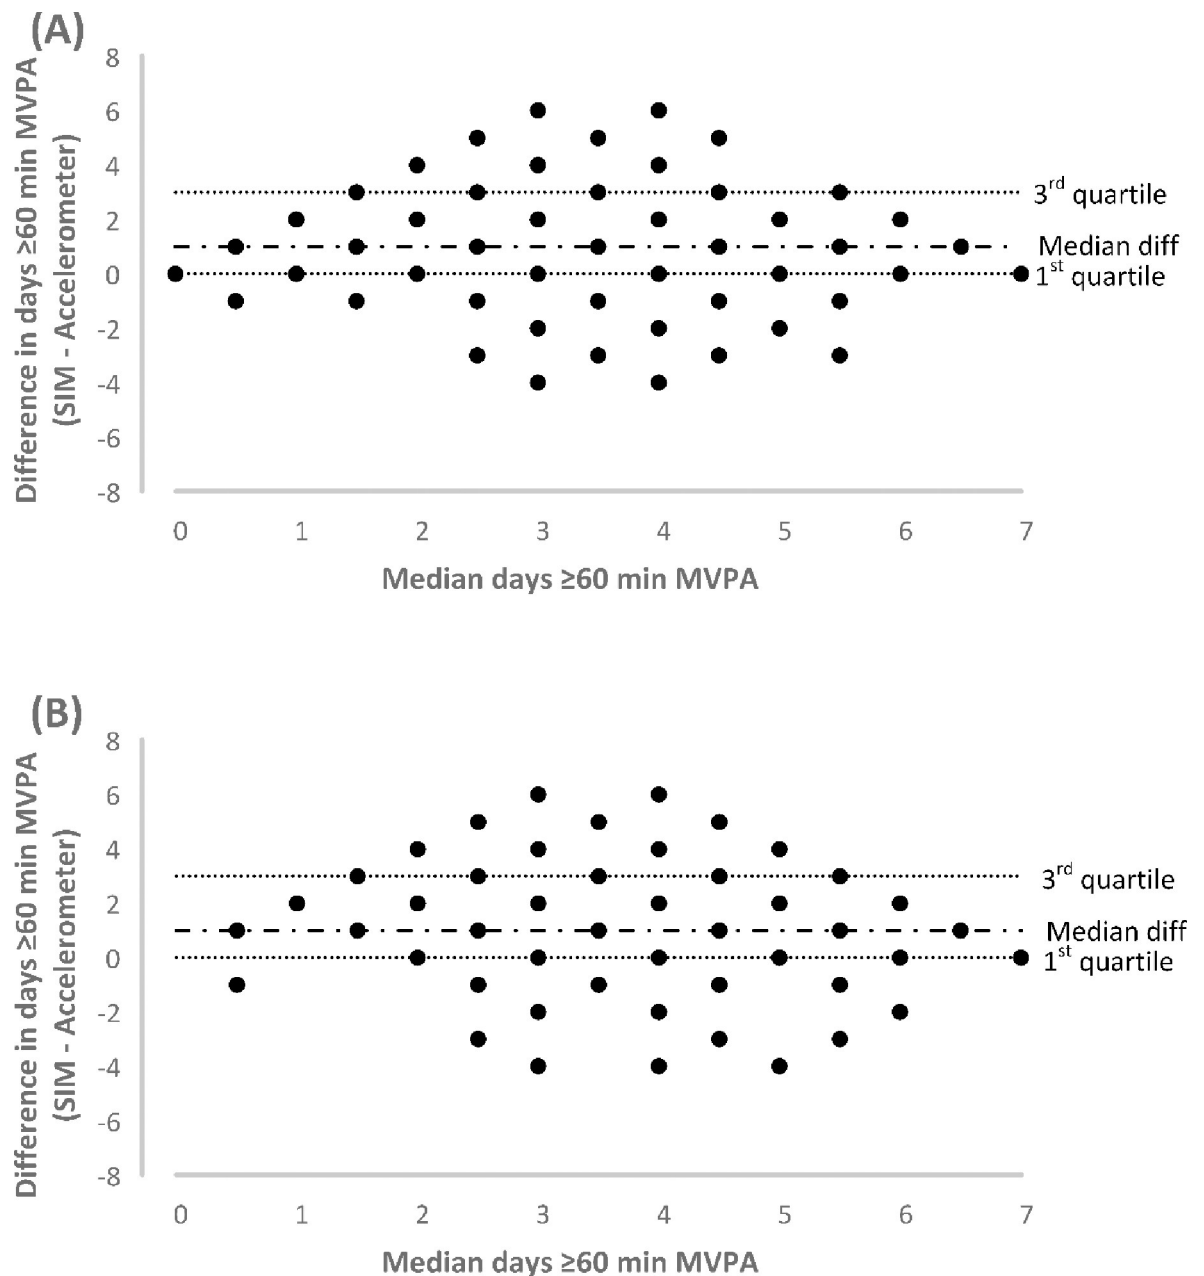 (A)
Difference in days ≥60 min MVPA
(SIM - Accelerometer)
8
6
4
2
0
-2
-4
-6
-8
3rd quartile
Median diff
1st quartile
0 1 2 3 4 5 6 7
Median days ≥60 min MVPA
(B)
Difference in days ≥60 min MVPA
(SIM - Accelerometer)
8
6
4
2
0
-2
-4
-6
-8
3rd quartile
Median diff
1st quartile
0 1 2 3 4 5 6 7
Median days ≥60 min MVPA